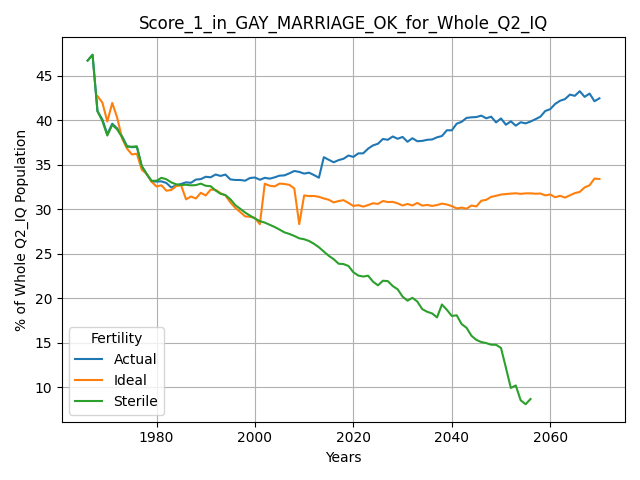 Score_1_in_GAY_MARRIAGE_OK_for_Whole_Q2_IQ
% of Whole Q2_IQ Population
45
40
35
30
25
20
15
10
Fertility
Actual
Ideal
Sterile
1980 2000 2020 2040 2060
Years